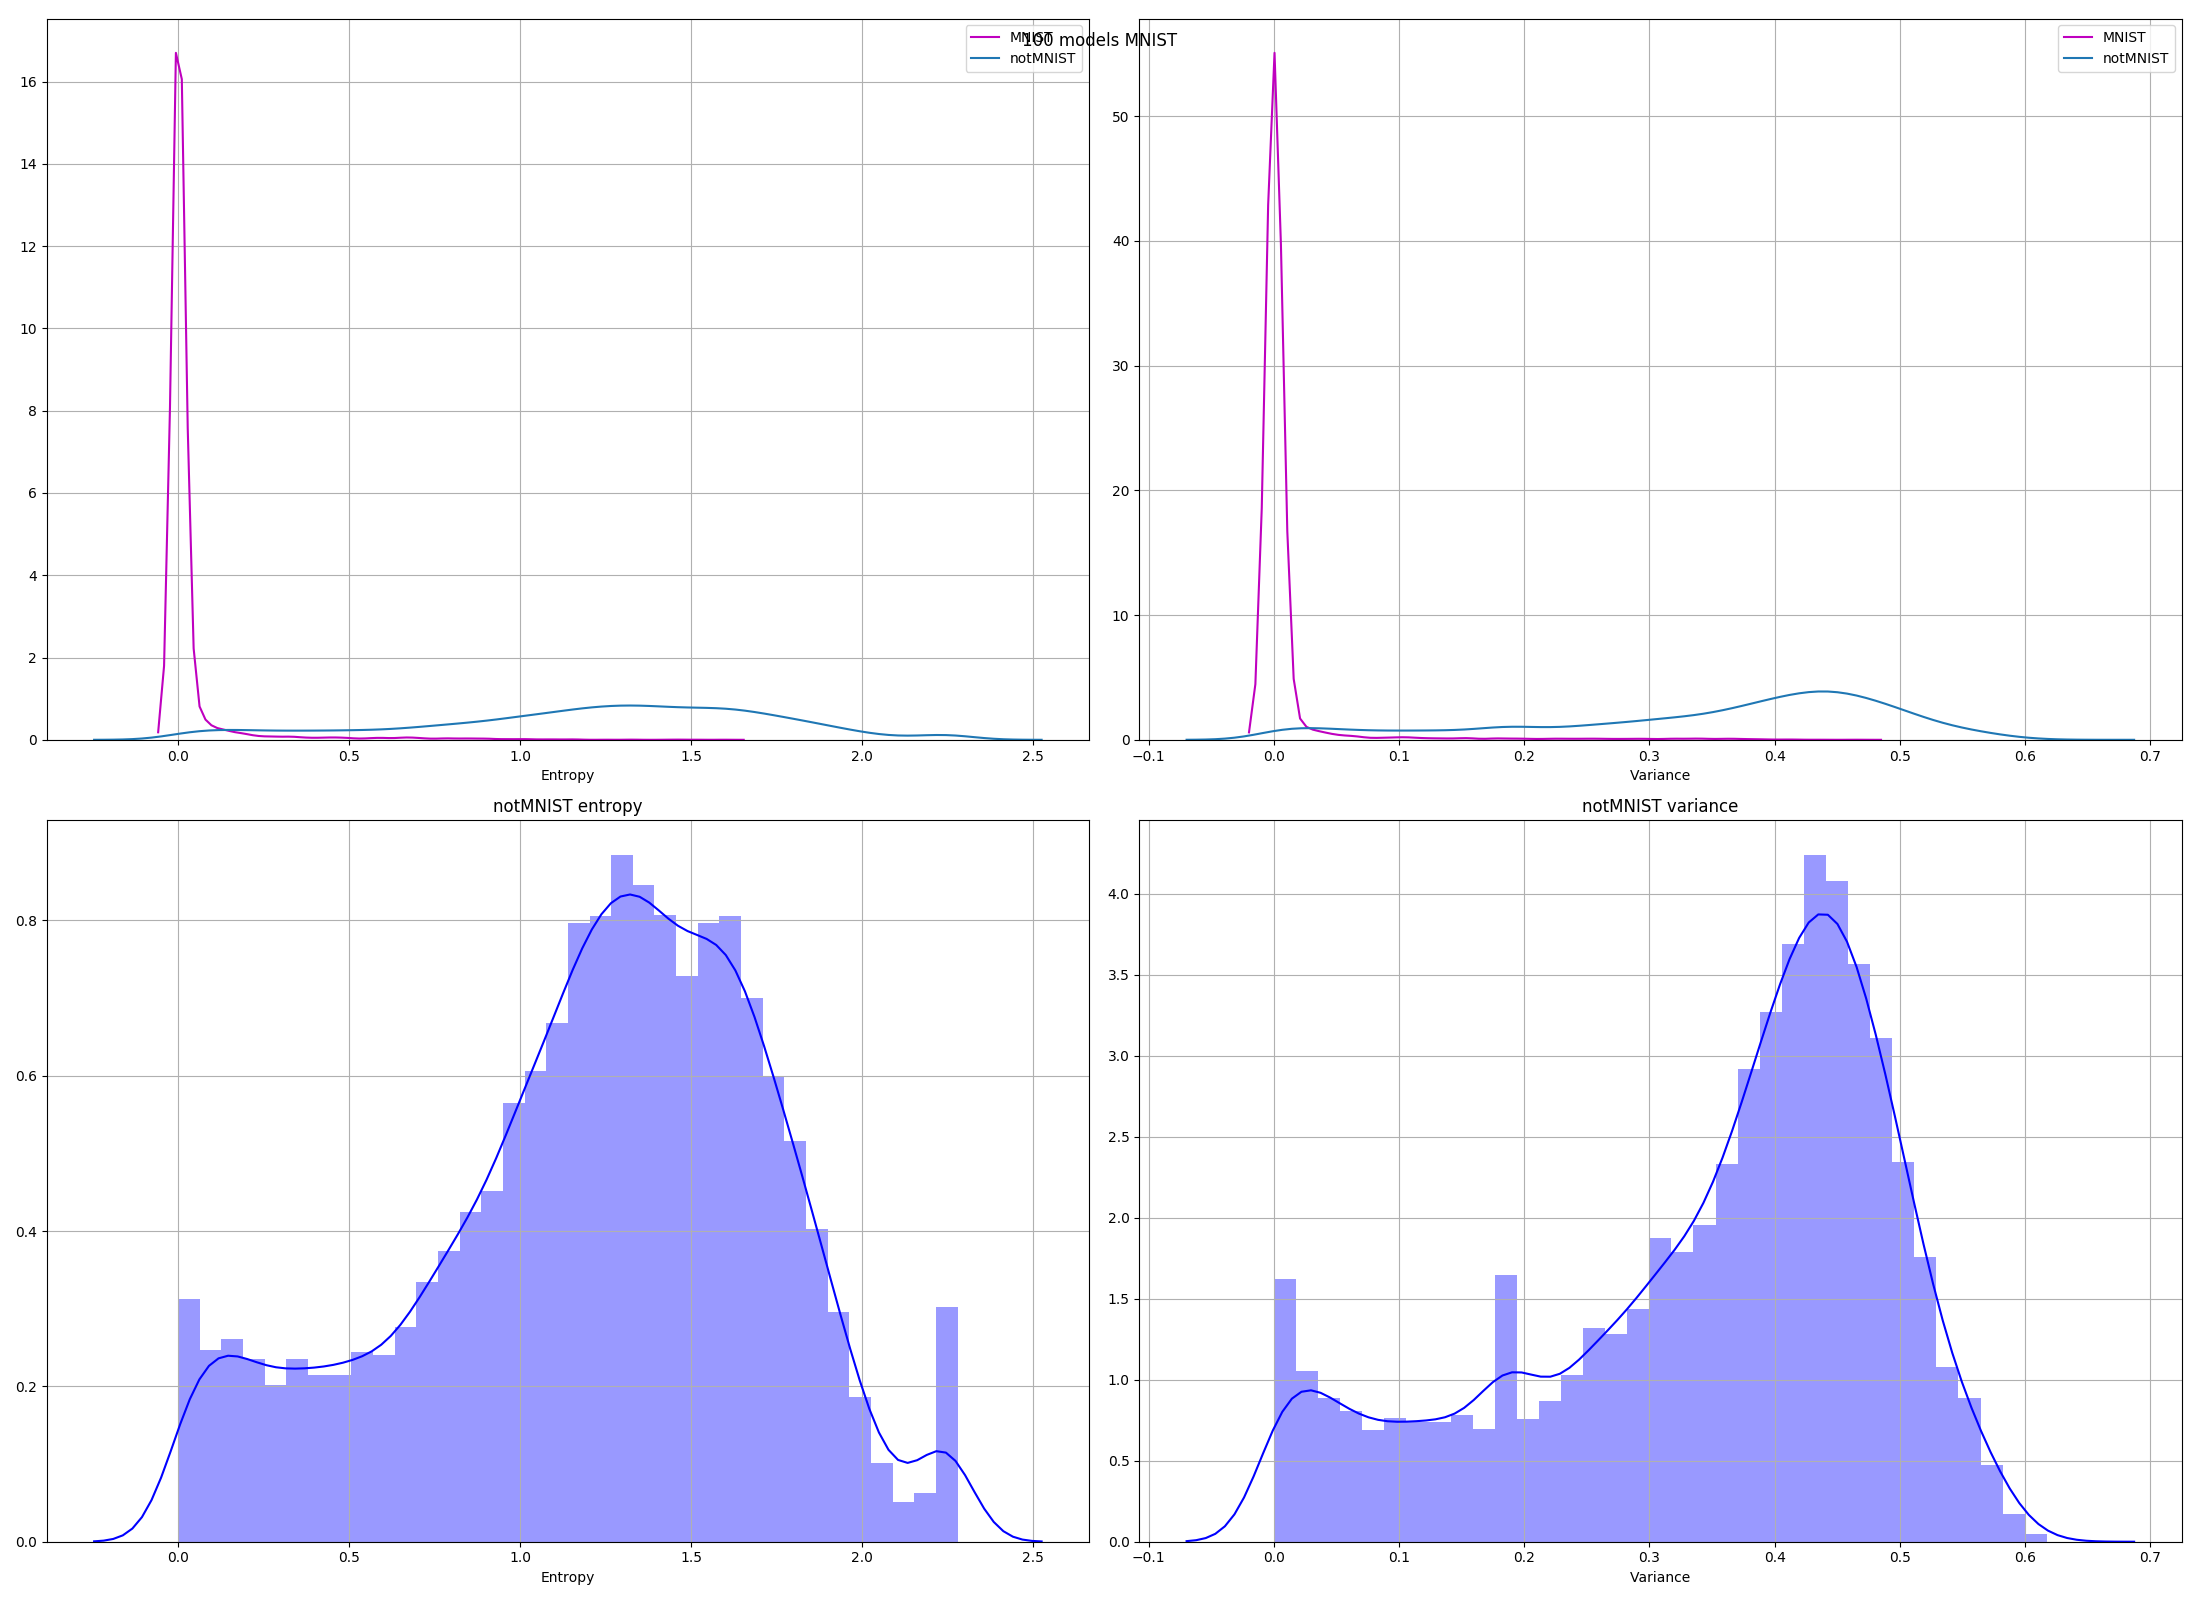 100 models MNIST
MNIST
notMNIST
16
14
12
10
8
6
4
2
0
0.0 0.5 1.0 1.5 2.0 2.5
Entropy
MNIST
notMNIST
50
40
30
20
10
0
−0.1 0.0 0.1 0.2 0.3 0.4 0.5 0.6 0.7
Variance
notMNIST entropy
0.8
0.6
0.4
0.2
0.0
0.0 0.5 1.0 1.5 2.0 2.5
Entropy
notMNIST variance
4.0
3.5
3.0
2.5
2.0
1.5
1.0
0.5
0.0
−0.1 0.0 0.1 0.2 0.3 0.4 0.5 0.6 0.7
Variance